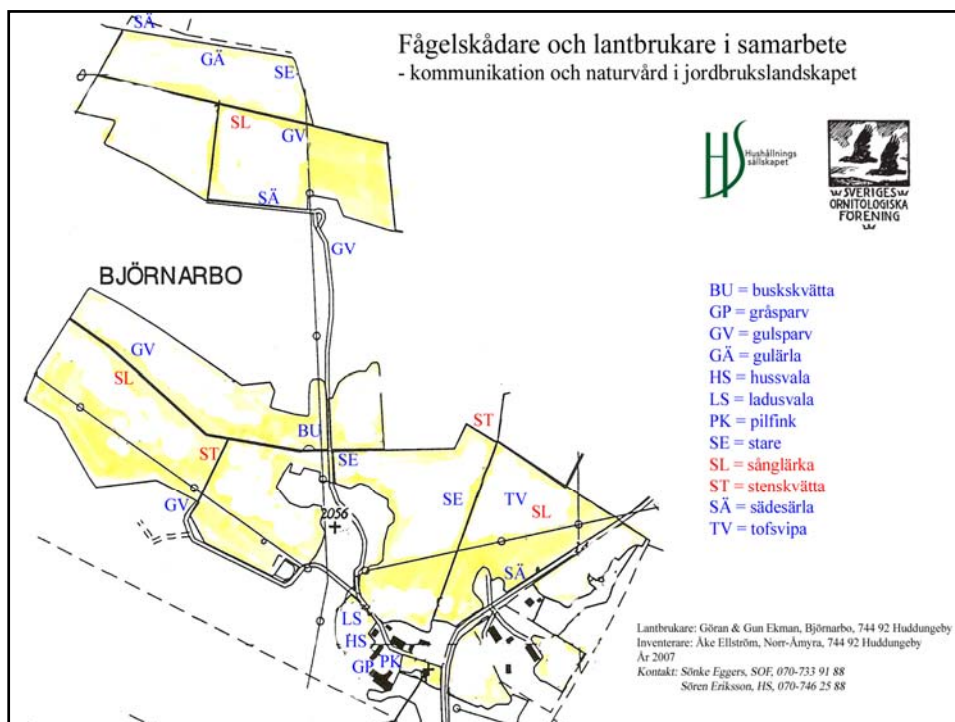 Fågelskådare och lantbrukare i samarbete
- kommunikation och naturvård i jordbrukslandskapet
HS Hushållnings
sällskapet
SVERIGES
ORNITOLOGISKA
FÖRENING
SÄ
GÄ
SE
SL
GV
SÄ
GV
BJÖRNARBO
GV
SL
BU
ST
SE
ST
SE
TV
SL
GV
2056
SÄ
LS
HS
GP
PK
BU = buskskvätta
GP = gråsparv
GV = gulsparv
GÄ = gulärla
HS = hussvala
LS = ladusvala
PK = pilfink
SE = stare
SL = sånglärka
ST = stenskvätta
SÄ = sädesärla
TV = tofsvipa
Lantbrukare: Göran & Gun Ekman, Björnarbo, 744 92 Huddungeby
Inventerare: Åke Ellström, Norr-Åmyra, 744 92 Huddungeby
År 2007
Kontakt: Sönke Eggers, SOF, 070-733 91 88
Sören Eriksson, HS, 070-746 25 88